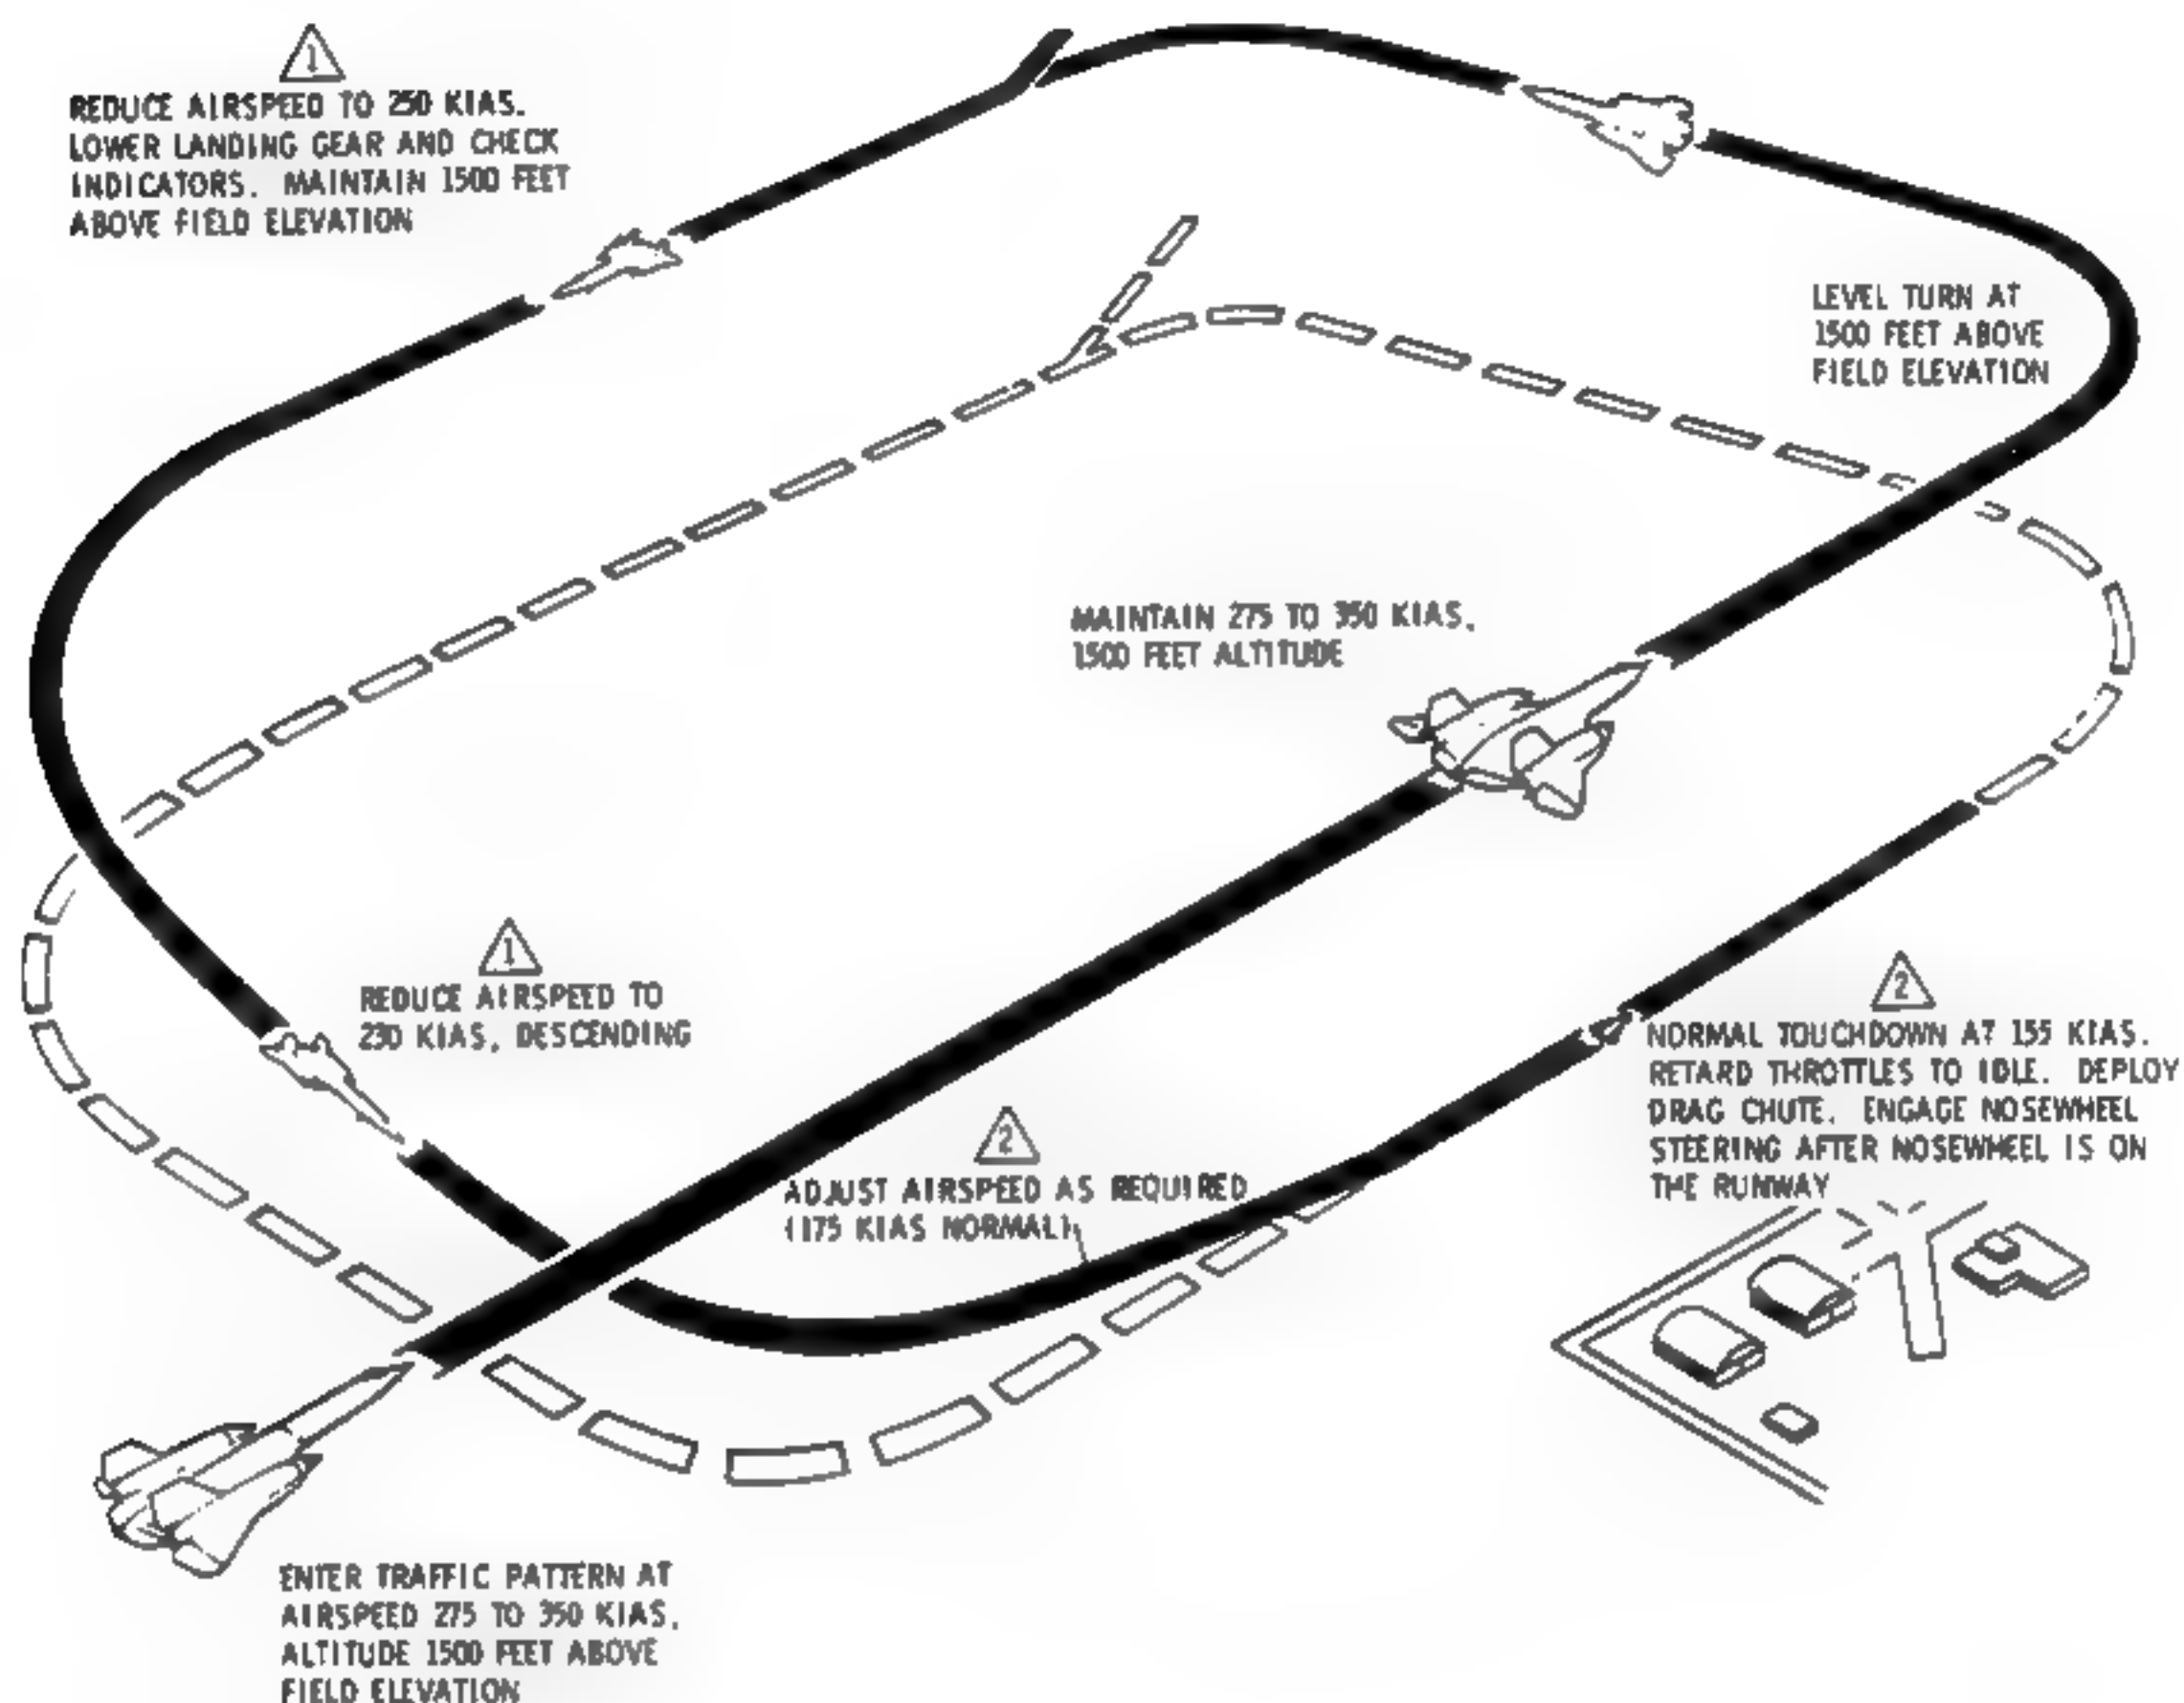 1
REDUCE AIRSPEED TO 250 KIAS.
LOWER LANDING GEAR AND CHECK
INDICATORS. MAINTAIN 1500 FEET
ABOVE FIELD ELEVATION
LEVEL TURN AT
1500 FEET ABOVE
FIELD ELEVATION
MAINTAIN 275 TO 350 KIAS,
1500 FEET ALTITUDE
1
REDUCE AIRSPEED TO
230 KIAS, DESCENDING
2
ADJUST AIRSPEED AS REQUIRED
(175 KIAS NORMAL)
2
NORMAL TOUCHDOWN AT 155 KIAS.
RETARD THROTTLES TO IDLE. DEPLOY
DRAG CHUTE. ENGAGE NOSEWHEEL
STEERING AFTER NOSEWHEEL IS ON
THE RUNWAY
ENTER TRAFFIC PATTERN AT
AIRSPEED 275 TO 350 KIAS,
ALTITUDE 1500 FEET ABOVE
FIELD ELEVATION